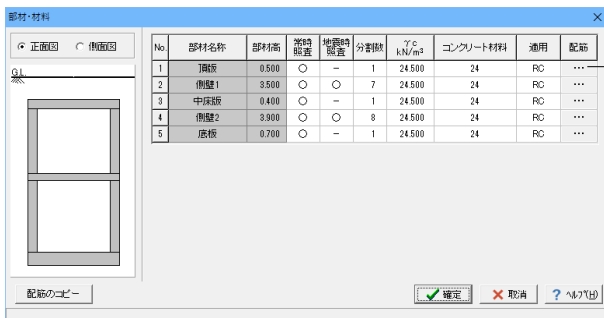 部材・材料
正面図 側面図
G.L.
No. 部材名称 部材高 常時照査 地震時照査 分割数 γc kN/m³ コンクリート材料 適用 配筋
1 頂版 0.500 ○ − 1 24.500 24 RC …
2 側壁1 3.500 ○ ○ 7 24.500 24 RC …
3 中床版 0.400 ○ − 1 24.500 24 RC …
4 側壁2 3.900 ○ ○ 8 24.500 24 RC …
5 底板 0.700 ○ − 1 24.500 24 RC …
配筋のコピー 確定 取消 ? ヘルプ(H)